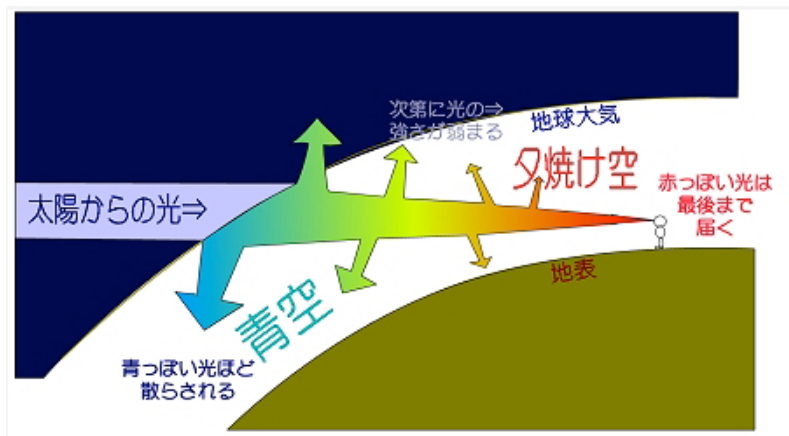 次第に光の⇒
強さが弱まる
地球大気
夕焼け空
太陽からの光⇒
赤っぽい光は
最後まで
届く
地表
青空
青っぽい光ほど
散らされる